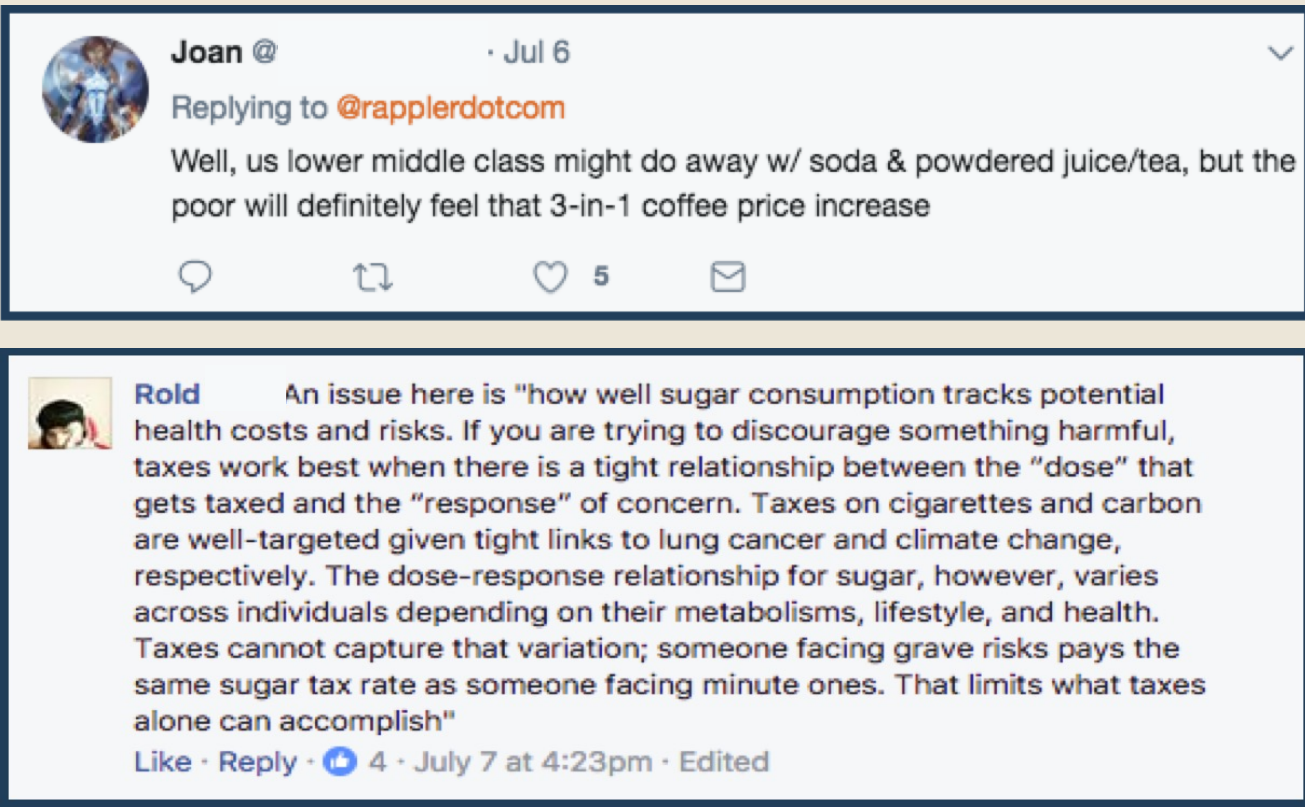 Joan @ · Jul 6
Replying to @rapplerdotcom
Well, us lower middle class might do away w/ soda & powdered juice/tea, but the
poor will definitely feel that 3-in-1 coffee price increase
5
Rold An issue here is "how well sugar consumption tracks potential
health costs and risks. If you are trying to discourage something harmful,
taxes work best when there is a tight relationship between the “dose” that
gets taxed and the “response” of concern. Taxes on cigarettes and carbon
are well-targeted given tight links to lung cancer and climate change,
respectively. The dose-response relationship for sugar, however, varies
across individuals depending on their metabolisms, lifestyle, and health.
Taxes cannot capture that variation; someone facing grave risks pays the
same sugar tax rate as someone facing minute ones. That limits what taxes
alone can accomplish"
Like · Reply · 4 · July 7 at 4:23pm · Edited